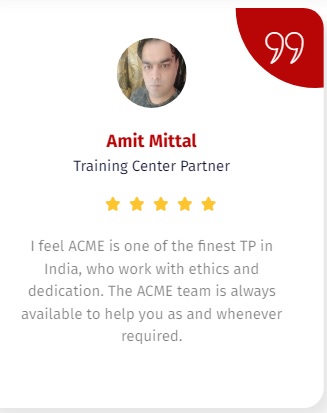 Amit Mittal
Training Center Partner
I feel ACME is one of the finest TP in
India, who work with ethics and
dedication. The ACME team is always
available to help you as and whenever
required.